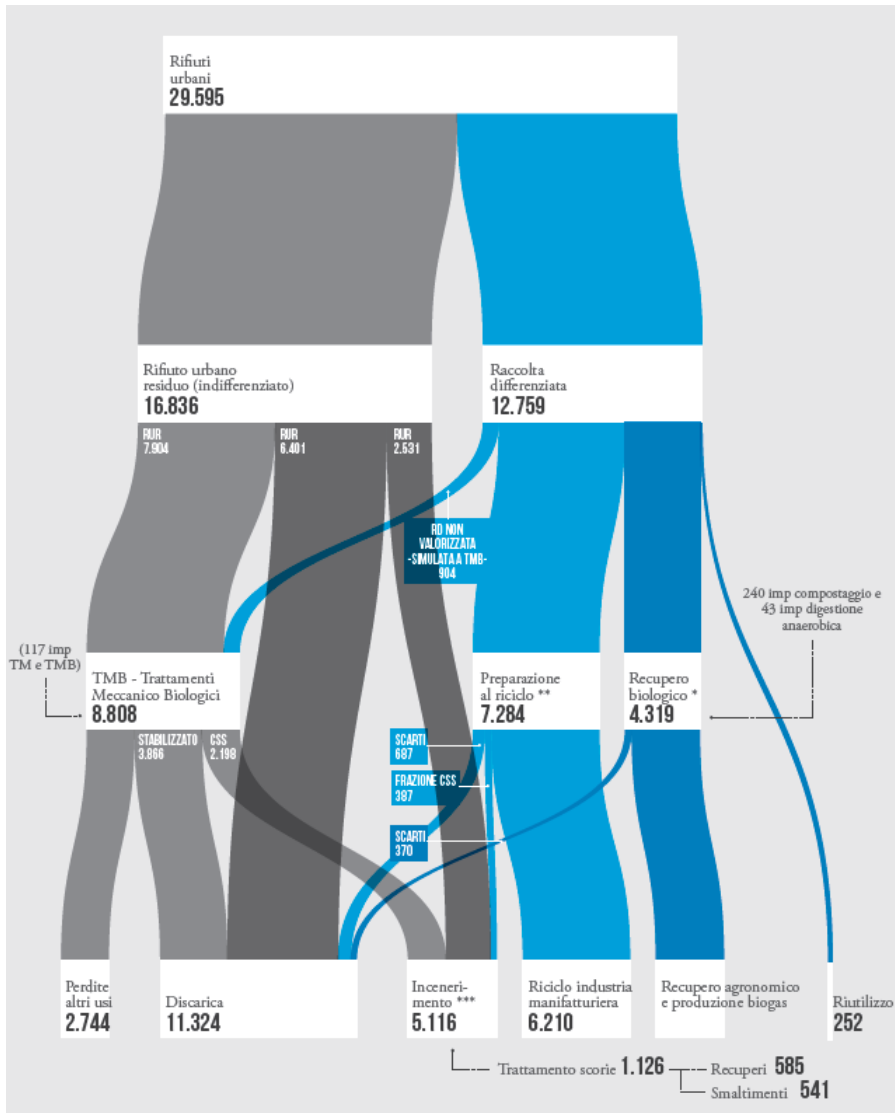 Rifiuti
urbani
29.595
Rifiuto urbano
residuo (indifferenziato)
16.836
Raccolta
differenziata
12.759
RUR
7.904
RUR
6.401
RUR
2.531
RD NON
VALORIZZATA
-SIMULATA A TMB-
904
240 imp compostaggio e
43 imp digestione
anaerobica
(117 imp
TM e TMB)
TMB - Trattamenti
Meccanico Biologici
8.808
Preparazione
al riciclo **
7.284
Recupero
biologico *
4.319
STABILIZZATO
3.866
CSS
2.198
SCARTI
687
FRAZIONE CSS
387
SCARTI
370
Perdite
altri usi
2.744
Discarica
11.324
Inceneri-
mento ***
5.116
Riciclo industria
manifatturiera
6.210
Recupero agronomico
e produzione biogas
Riutilizzo
252
Trattamento scorie 1.126
Recuperi 585
Smaltimenti 541